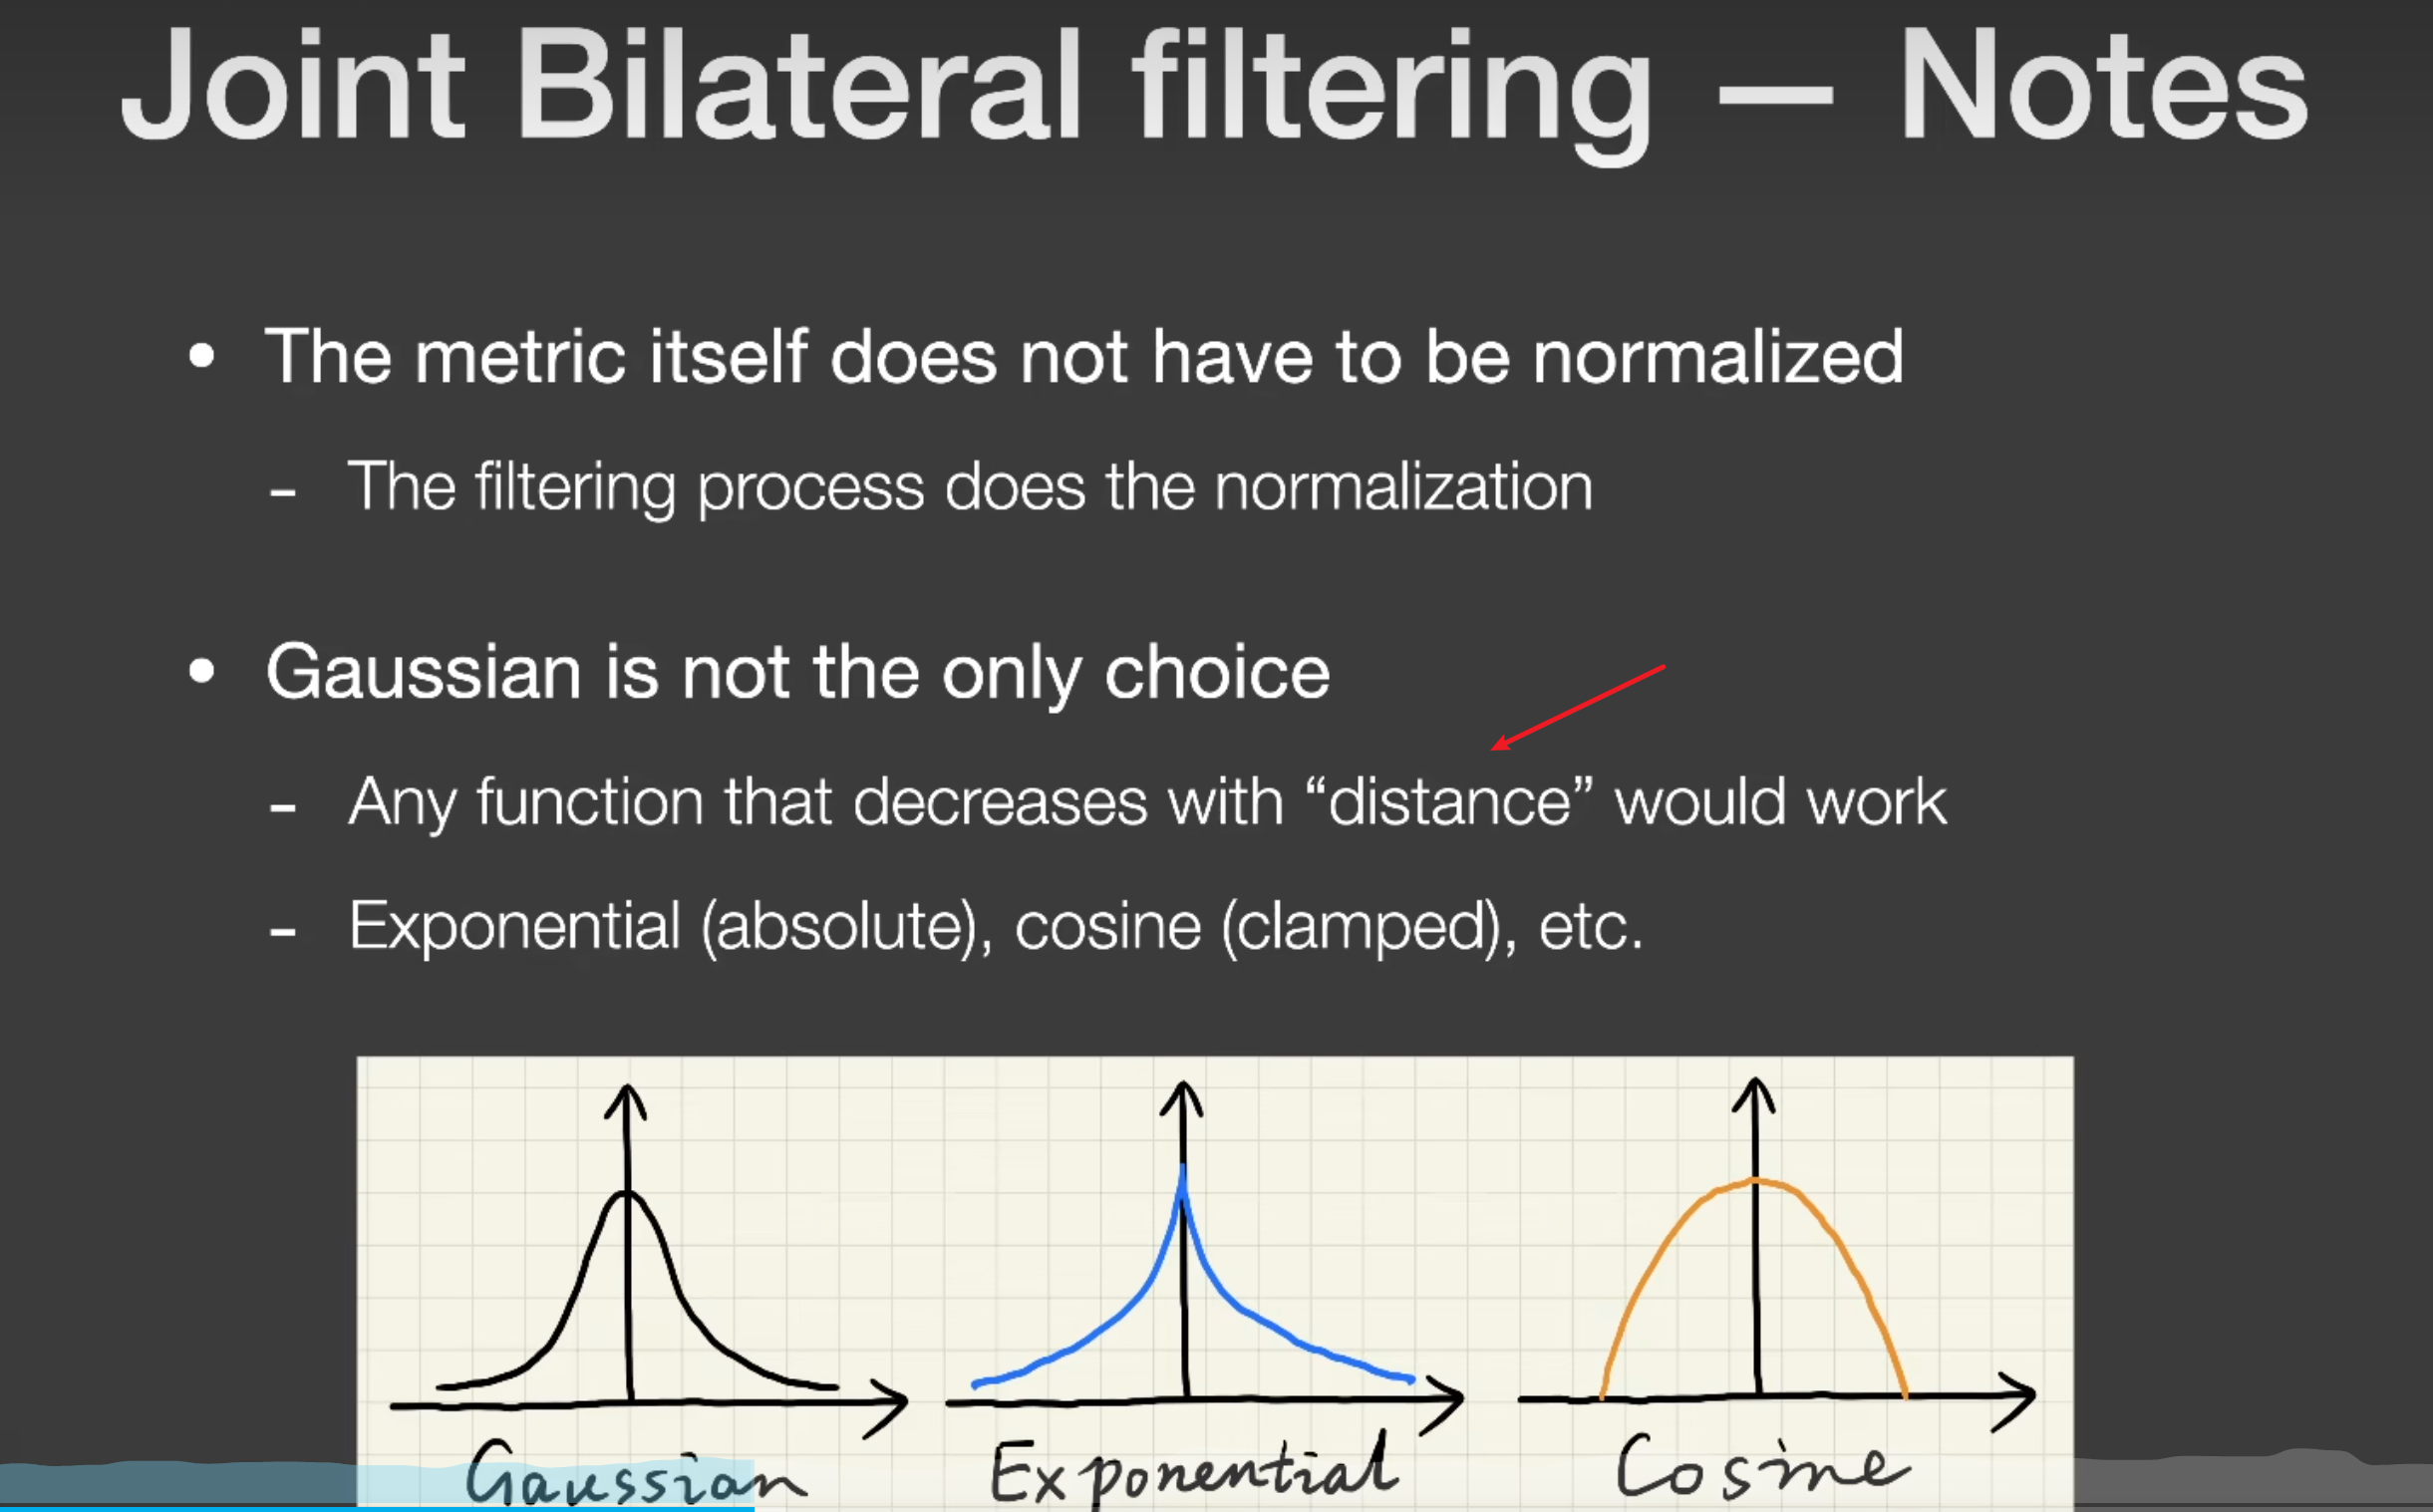 Joint Bilateral filtering — Notes
• The metric itself does not have to be normalized
- The filtering process does the normalization
• Gaussian is not the only choice
- Any function that decreases with “distance” would work
- Exponential (absolute), cosine (clamped), etc.
Gaussian Exponential Cosine